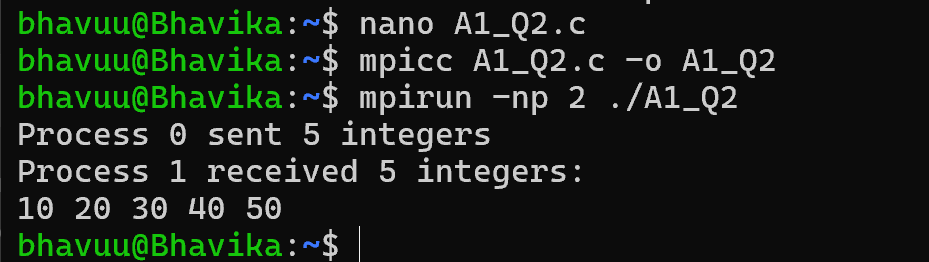 bhavuu@Bhavika:~$ nano A1_Q2.c
bhavuu@Bhavika:~$ mpicc A1_Q2.c -o A1_Q2
bhavuu@Bhavika:~$ mpirun -np 2 ./A1_Q2
Process 0 sent 5 integers
Process 1 received 5 integers:
10 20 30 40 50
bhavuu@Bhavika:~$